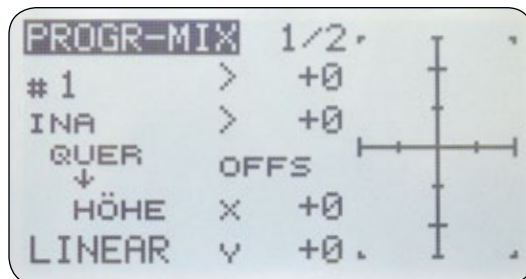 PROGR-MIX 1/2
# 1 > +0
INA > +0
QUER OFFS
↓
HÖHE X +0
LINEAR Y +0